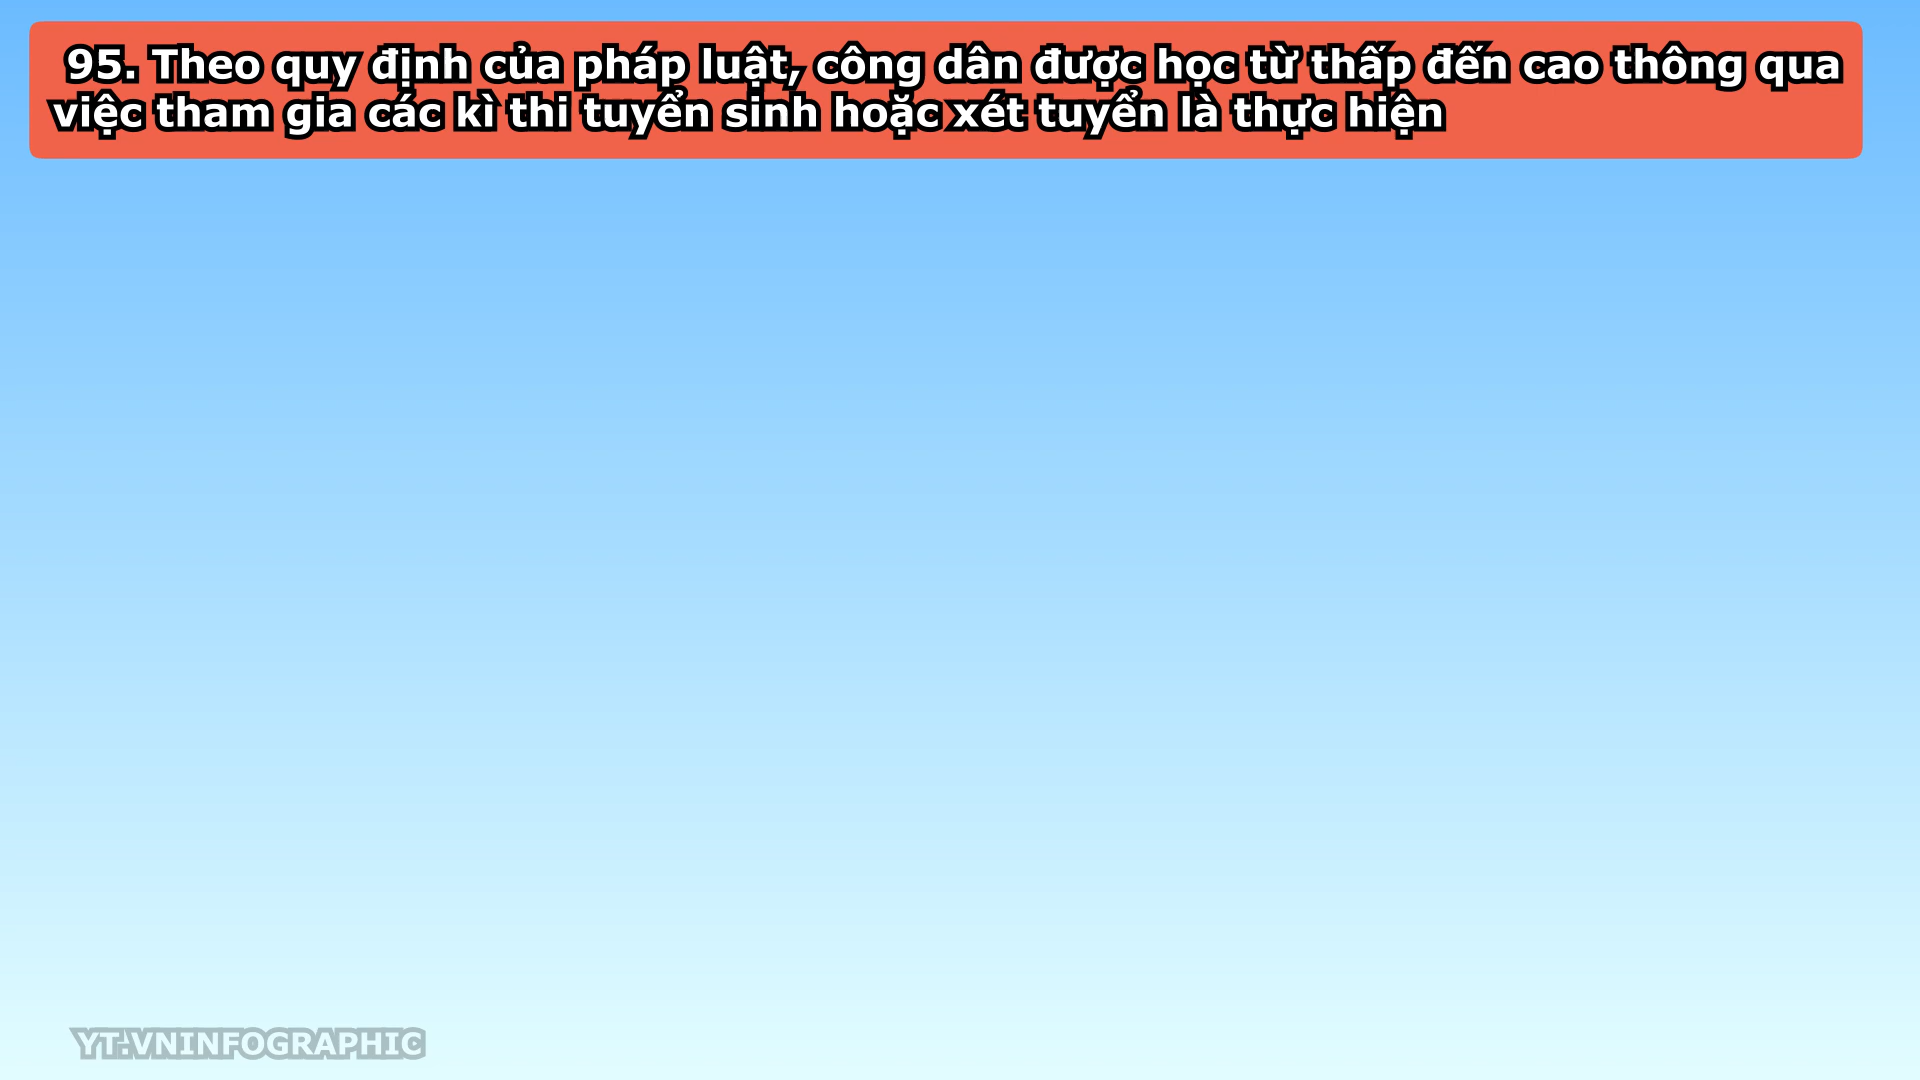 95. Theo quy định của pháp luật, công dân được học từ thấp đến cao thông qua
việc tham gia các kì thi tuyển sinh hoặc xét tuyển là thực hiện
YT.VNINFOGRAPHIC